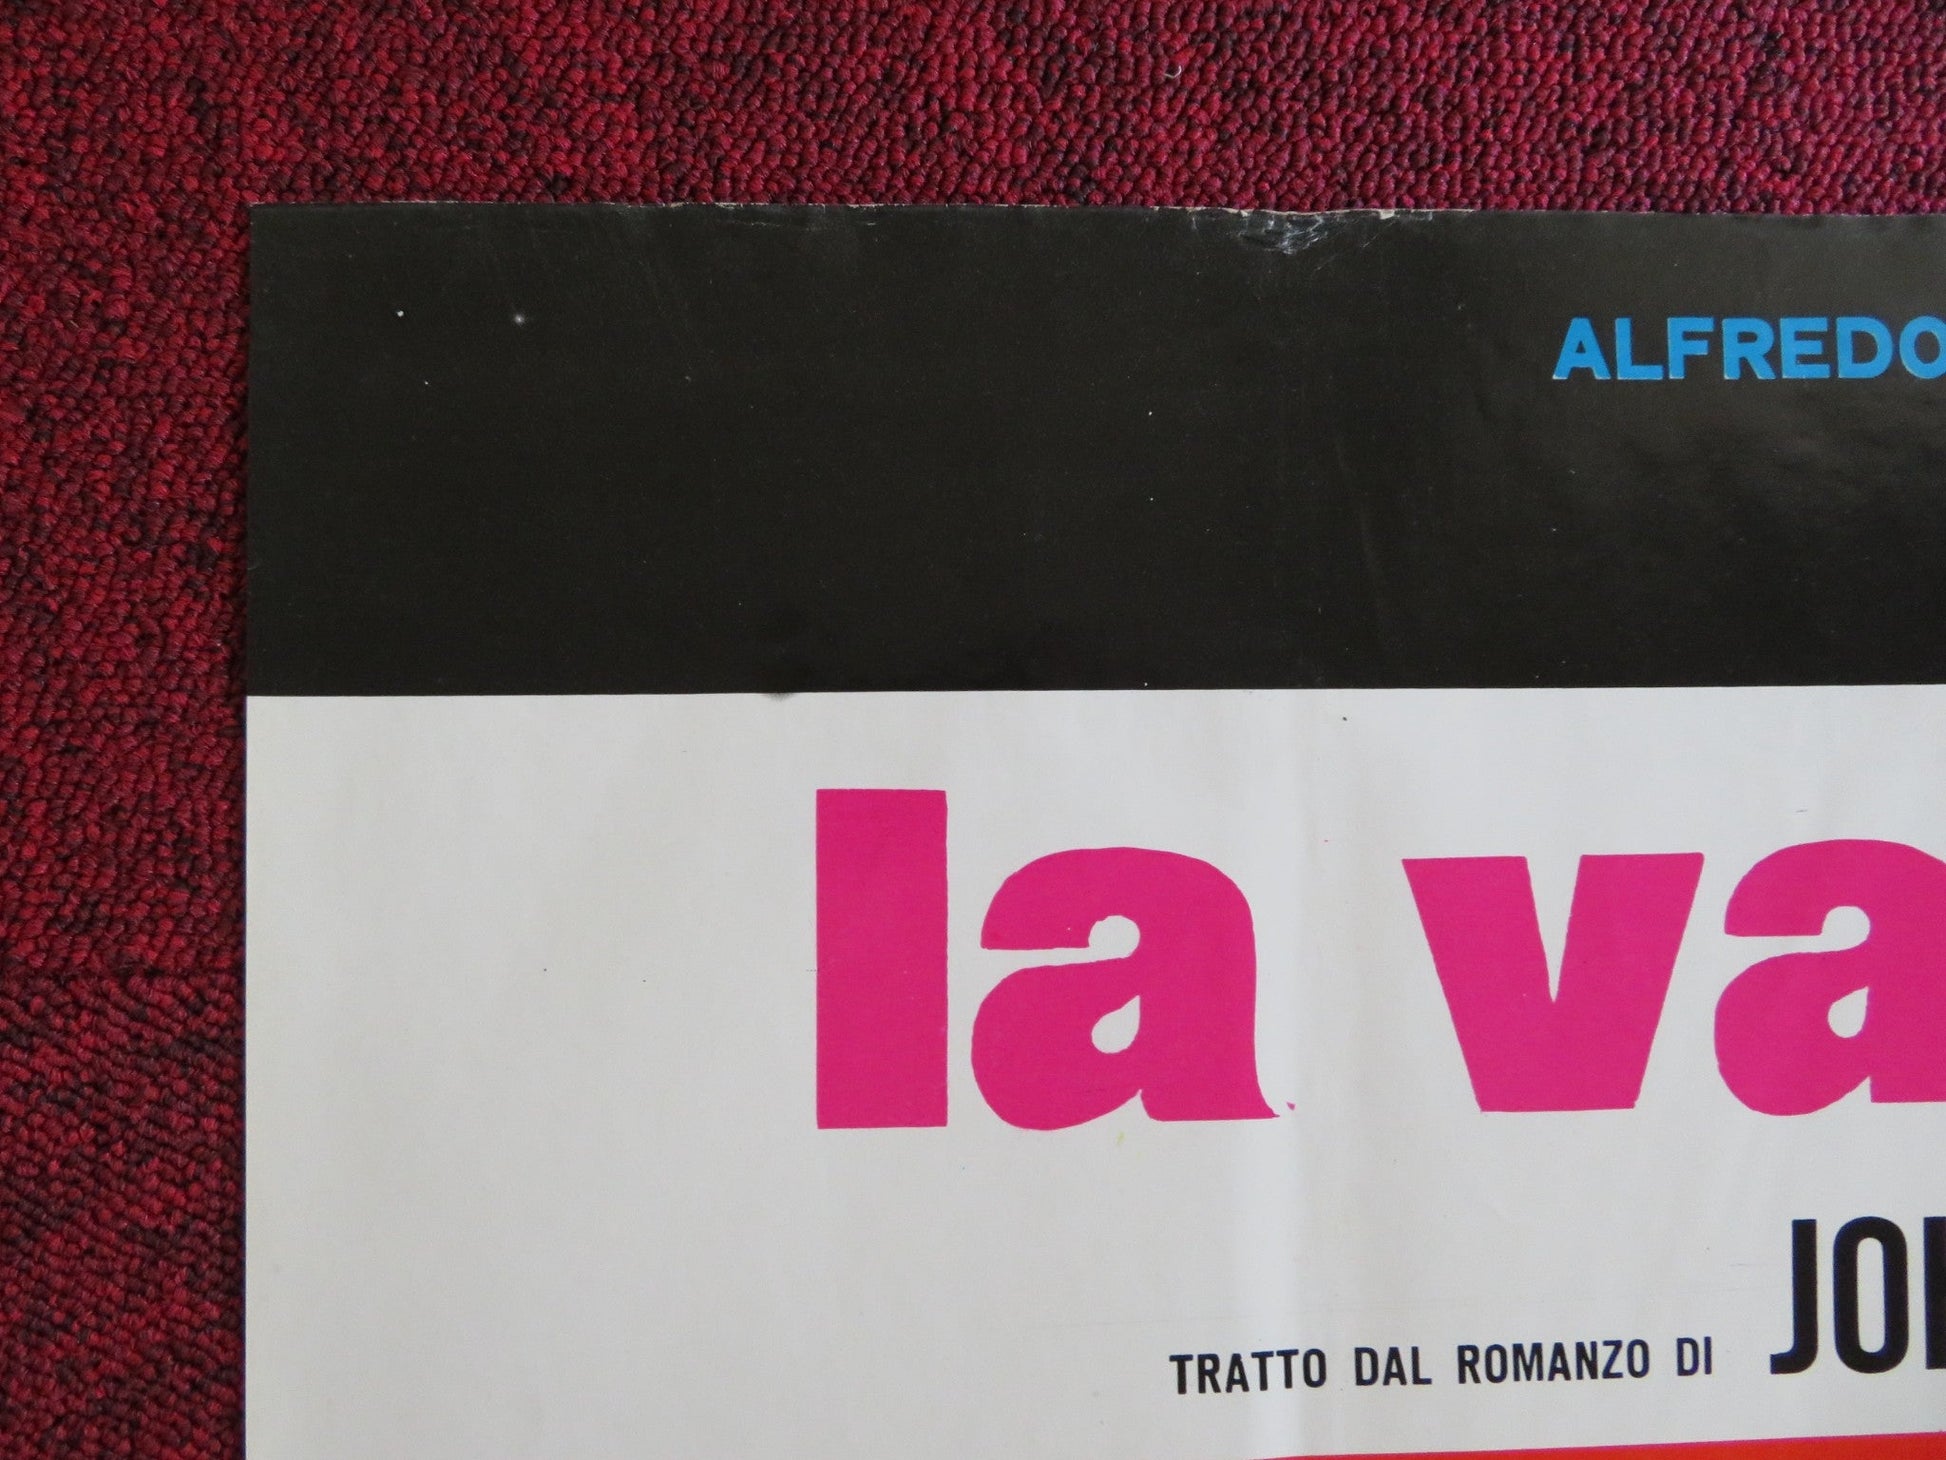 ALFREDO
la va
TRATTO DAL ROMANZO DI JO